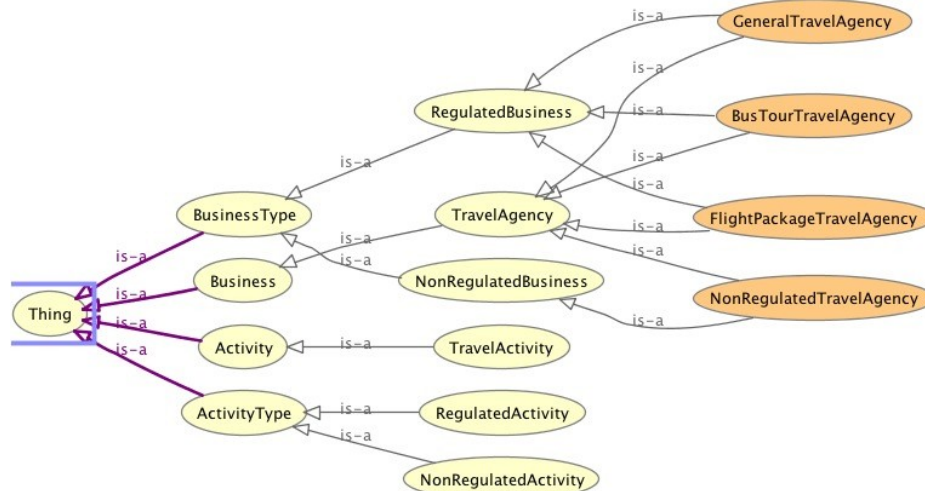 is-a
GeneralTravelAgency
is-a
RegulatedBusiness
is-a
BusTourTravelAgency
is-a
is-a
is-a
BusinessType
TravelAgency
is-a
FlightPackageTravelAgency
is-a
is-a
is-a
is-a
Business
NonRegulatedBusiness
is-a
NonRegulatedTravelAgency
Thing
is-a
is-a
Activity
is-a
TravelActivity
is-a
ActivityType
is-a
RegulatedActivity
is-a
NonRegulatedActivity